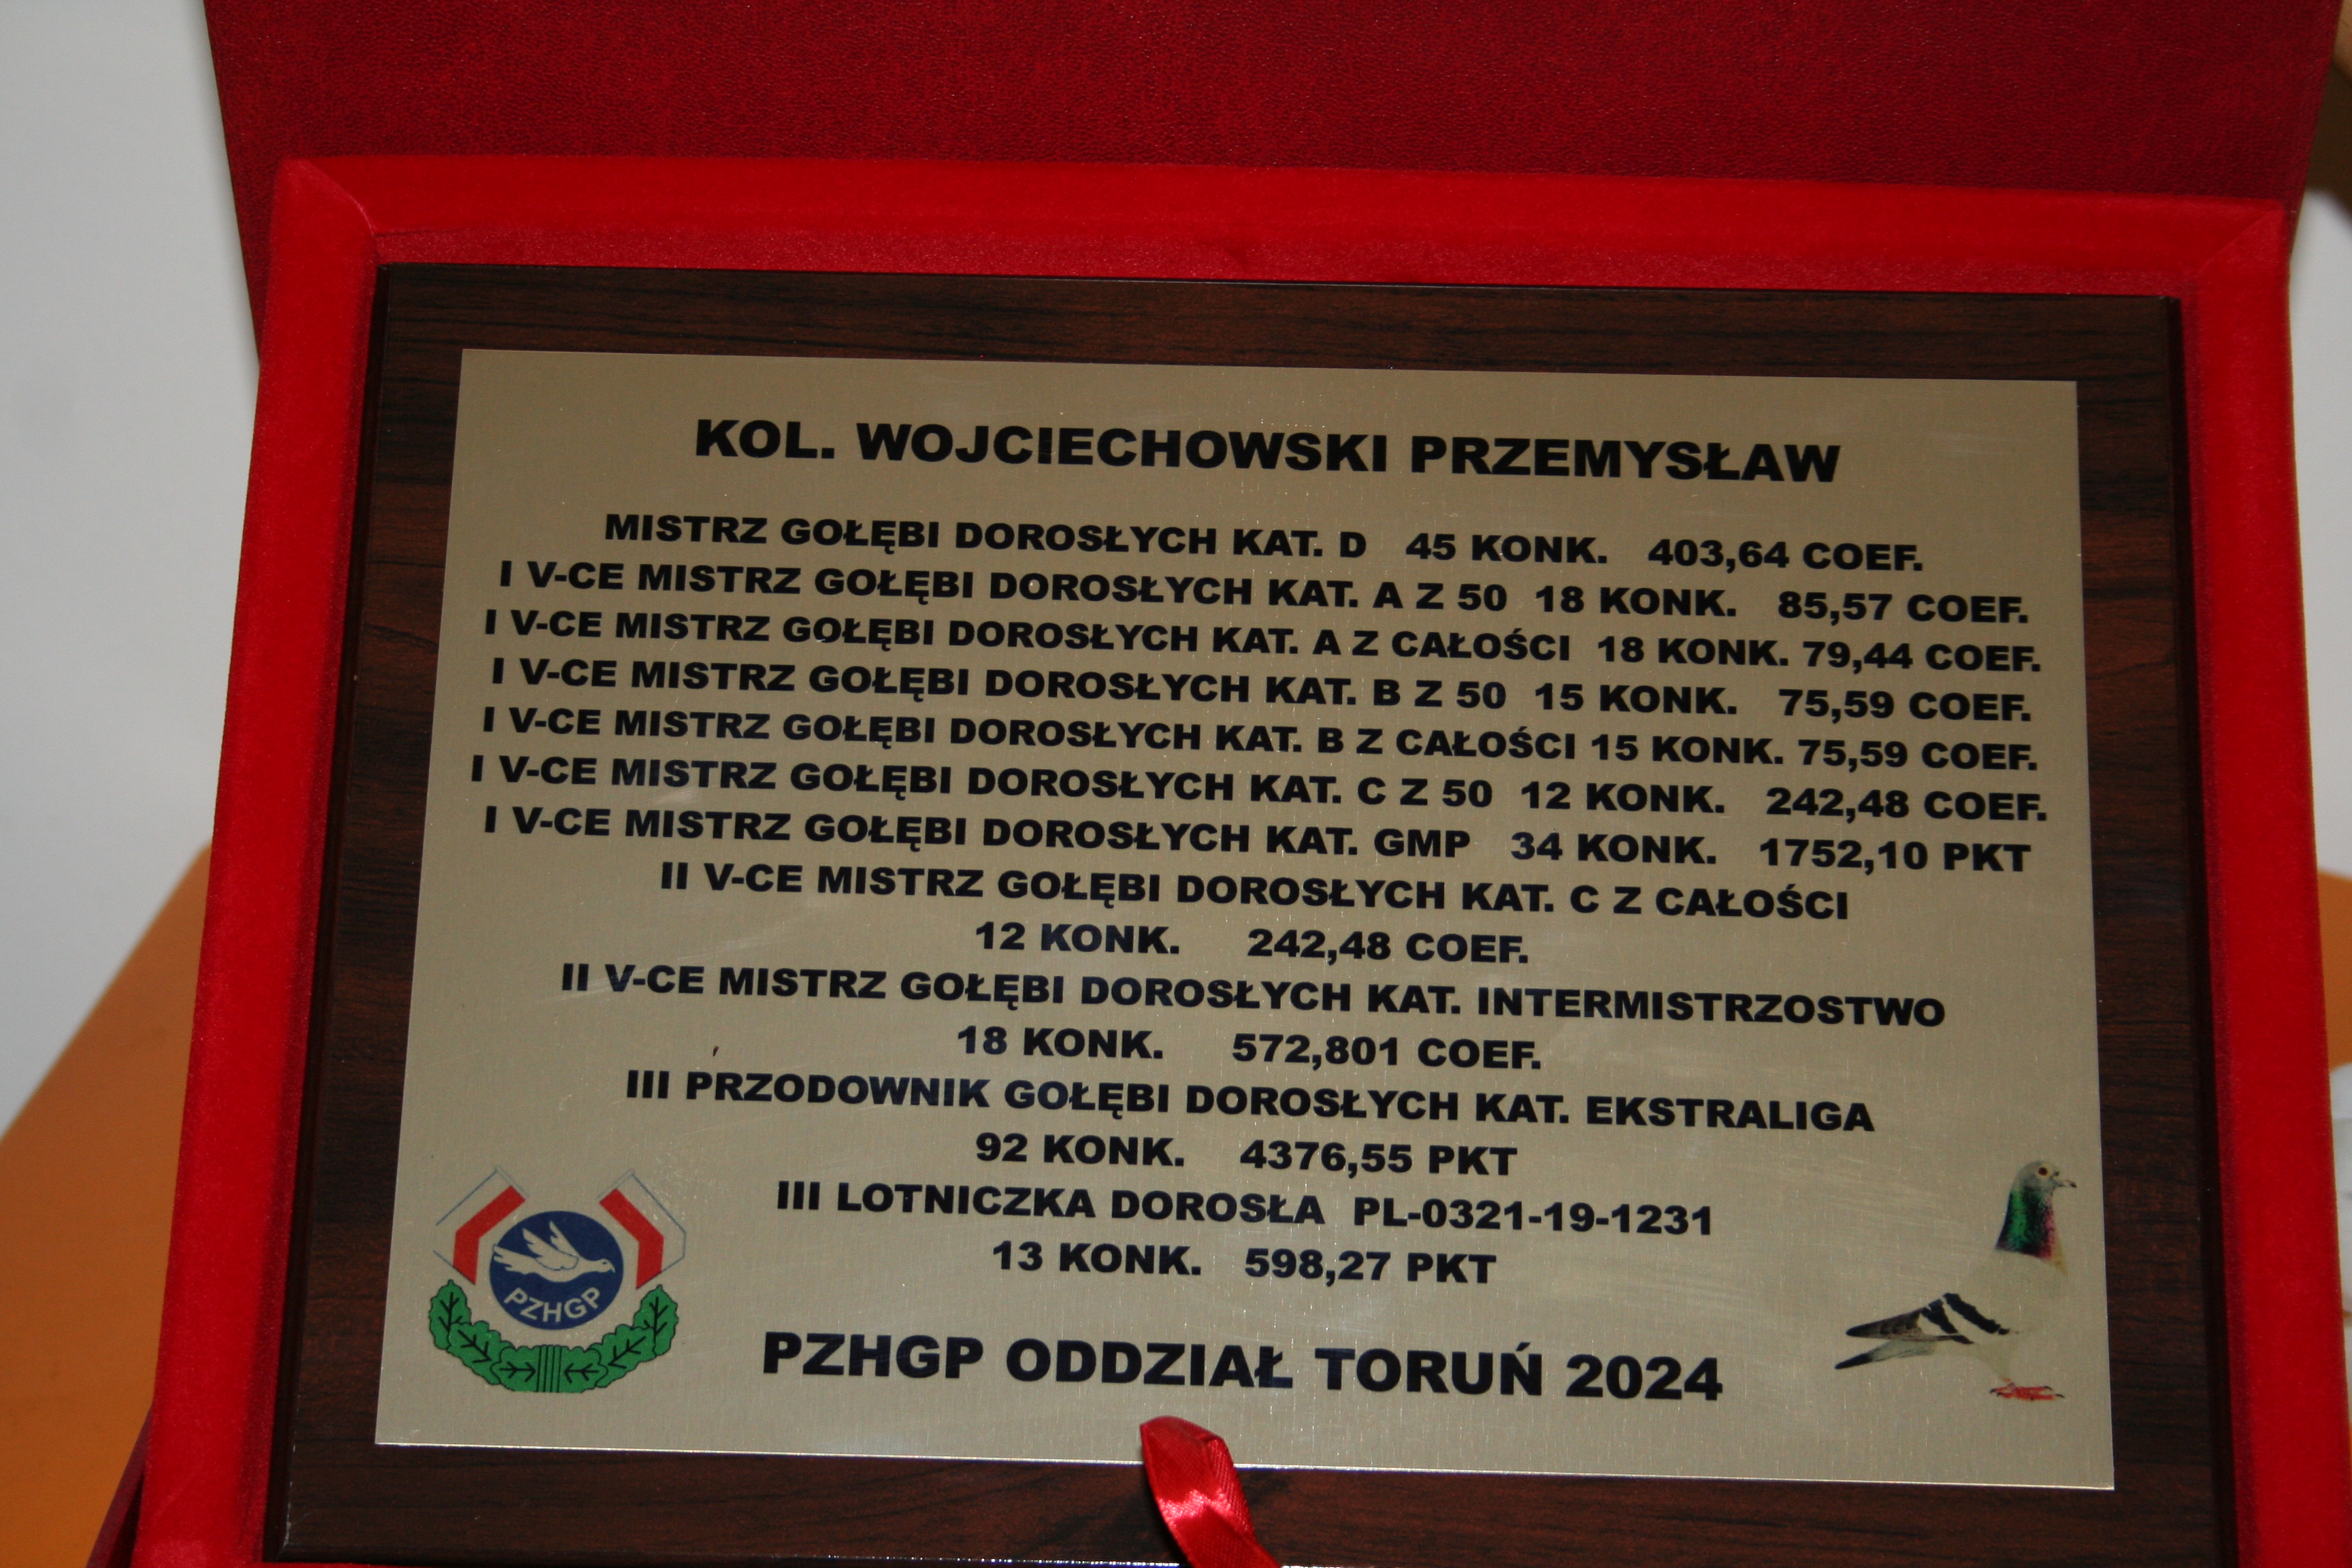 KOL. WOJCIECHOWSKI PRZEMYSŁAW
MISTRZ GOŁĘBI DOROSŁYCH KAT. D 45 KONK. 403,64 COEF.
I V-CE MISTRZ GOŁĘBI DOROSŁYCH KAT. A Z 50 18 KONK. 85,57 COEF.
I V-CE MISTRZ GOŁĘBI DOROSŁYCH KAT. A Z CAŁOŚCI 18 KONK. 79,44 COEF.
I V-CE MISTRZ GOŁĘBI DOROSŁYCH KAT. B Z 50 15 KONK. 75,59 COEF.
I V-CE MISTRZ GOŁĘBI DOROSŁYCH KAT. B Z CAŁOŚCI 15 KONK. 75,59 COEF.
I V-CE MISTRZ GOŁĘBI DOROSŁYCH KAT. C Z 50 12 KONK. 242,48 COEF.
I V-CE MISTRZ GOŁĘBI DOROSŁYCH KAT. GMP 34 KONK. 1752,10 PKT
II V-CE MISTRZ GOŁĘBI DOROSŁYCH KAT. C Z CAŁOŚCI
12 KONK. 242,48 COEF.
II V-CE MISTRZ GOŁĘBI DOROSŁYCH KAT. INTERMISTRZOSTWO
18 KONK. 572,801 COEF.
III PRZODOWNIK GOŁĘBI DOROSŁYCH KAT. EKSTRALIGA
92 KONK. 4376,55 PKT
III LOTNICZKA DOROSŁA PL-0321-19-1231
13 KONK. 598,27 PKT
PZHGP
PZHGP ODDZIAŁ TORUŃ 2024